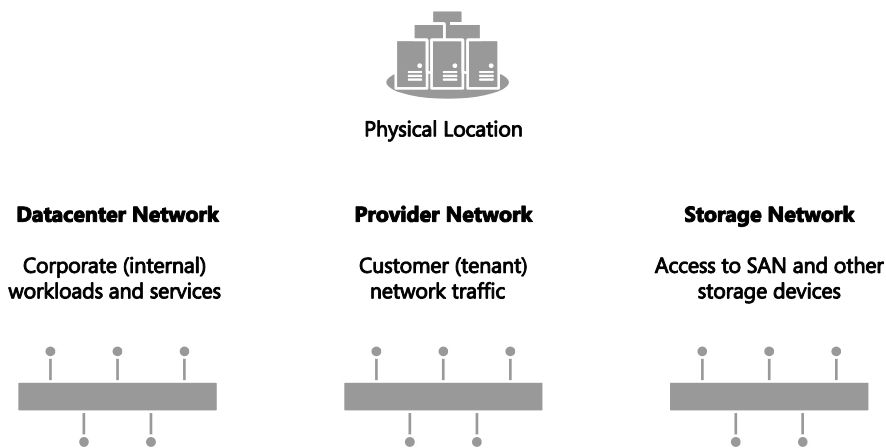 Physical Location
Datacenter Network
Corporate (internal)
workloads and services
Provider Network
Customer (tenant)
network traffic
Storage Network
Access to SAN and other
storage devices